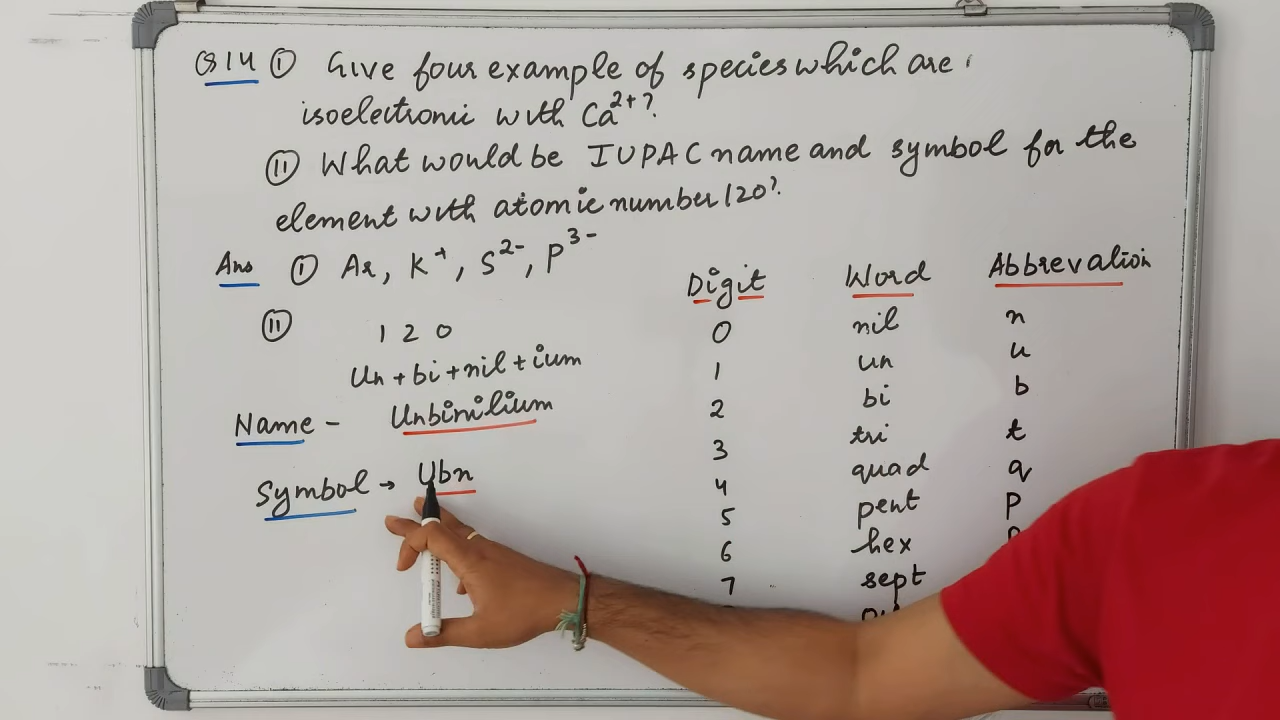 Q14 (I) Give four example of species which are
isoelectronic with Ca²⁺?
(II) What would be IUPAC name and symbol for the
element with atomic number 120?
Ans (I) Ar, K⁺, S²⁻, P³⁻
(II) 1 2 0
Un + bi + nil + ium
Name - Unbinilium
Symbol → Ubn
Digit Word Abbrevation
0 nil n
1 un u
2 bi b
3 tri t
4 quad q
5 pent p
6 hex
7 sept